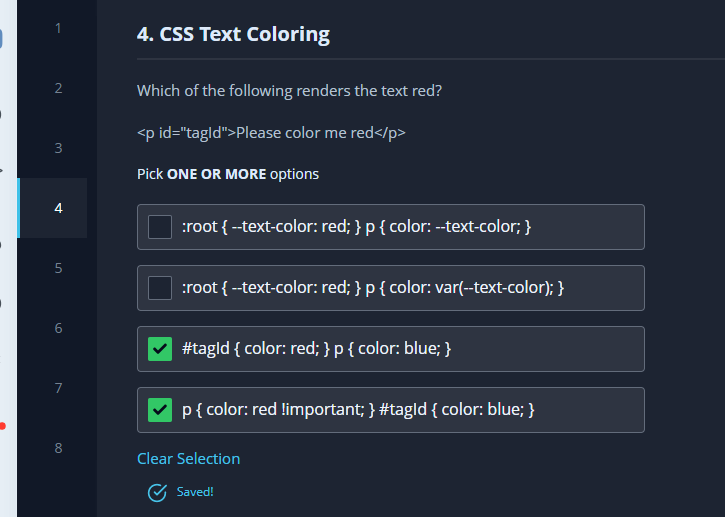 1
2
3
4
5
6
7
8
4. CSS Text Coloring
Which of the following renders the text red?
<p id="tagId">Please color me red</p>
Pick ONE OR MORE options
:root { --text-color: red; } p { color: --text-color; }
:root { --text-color: red; } p { color: var(--text-color); }
#tagId { color: red; } p { color: blue; }
p { color: red !important; } #tagId { color: blue; }
Clear Selection
Saved!